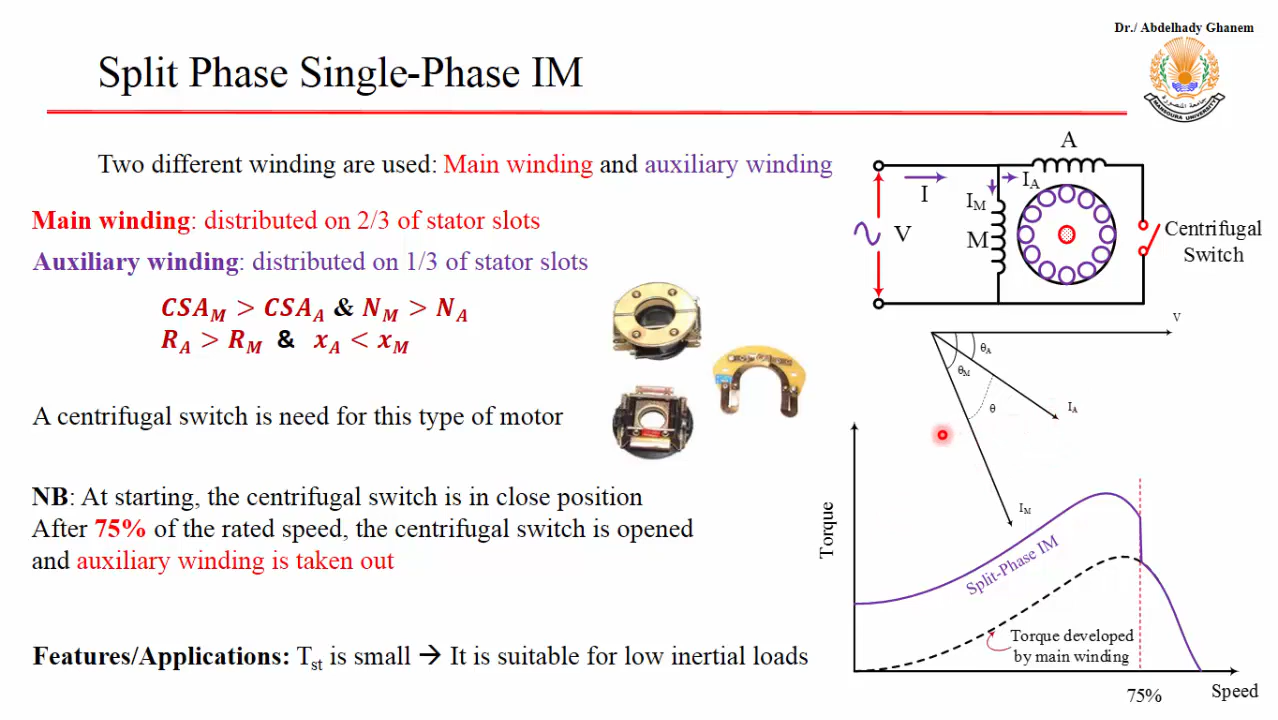 Dr./ Abdelhady Ghanem
Split Phase Single-Phase IM
MANSOURA UNIVERSITY
Two different winding are used: Main winding and auxiliary winding
Main winding: distributed on 2/3 of stator slots
Auxiliary winding: distributed on 1/3 of stator slots
CSA_M > CSA_A & N_M > N_A
R_A > R_M & x_A < x_M
A centrifugal switch is need for this type of motor
NB: At starting, the centrifugal switch is in close position
After 75% of the rated speed, the centrifugal switch is opened
and auxiliary winding is taken out
Features/Applications: T_st is small → It is suitable for low inertial loads
A
I
I_M
I_A
V
M
Centrifugal
Switch
V
θ_A
θ_M
θ
I_A
I_M
Torque
Split-Phase IM
Torque developed
by main winding
75%
Speed